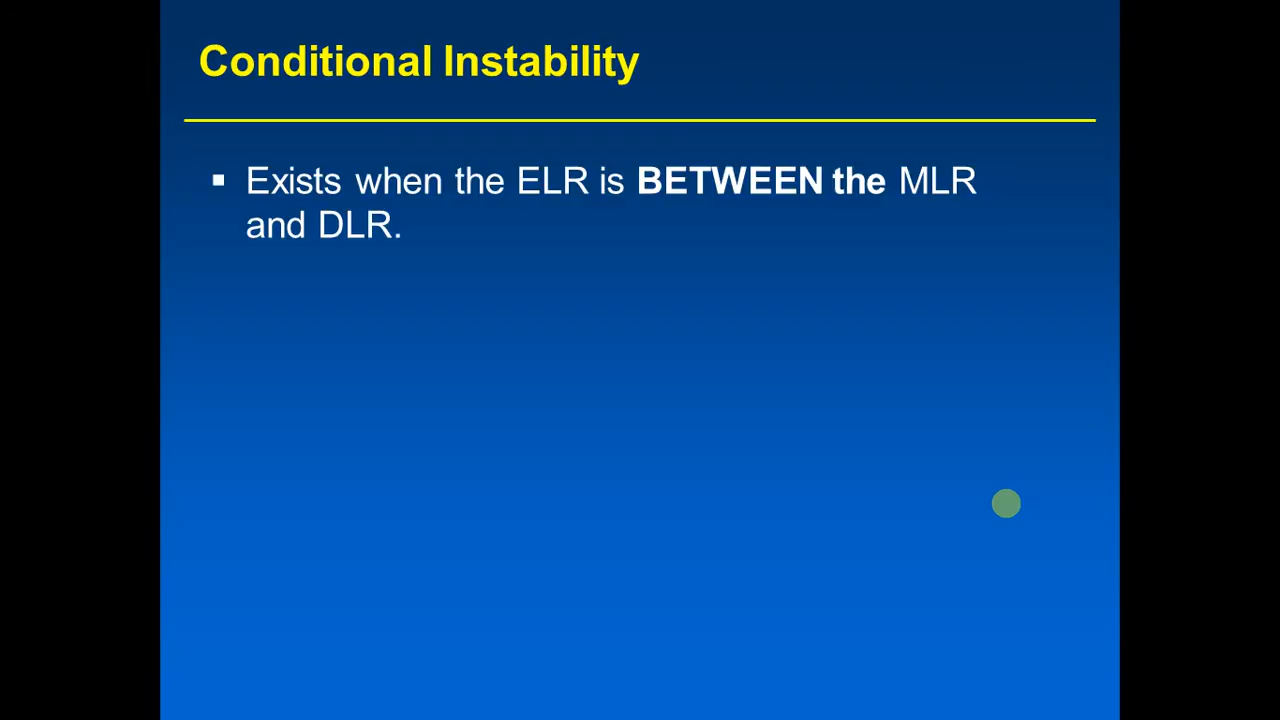 Conditional Instability
▪ Exists when the ELR is BETWEEN the MLR
and DLR.